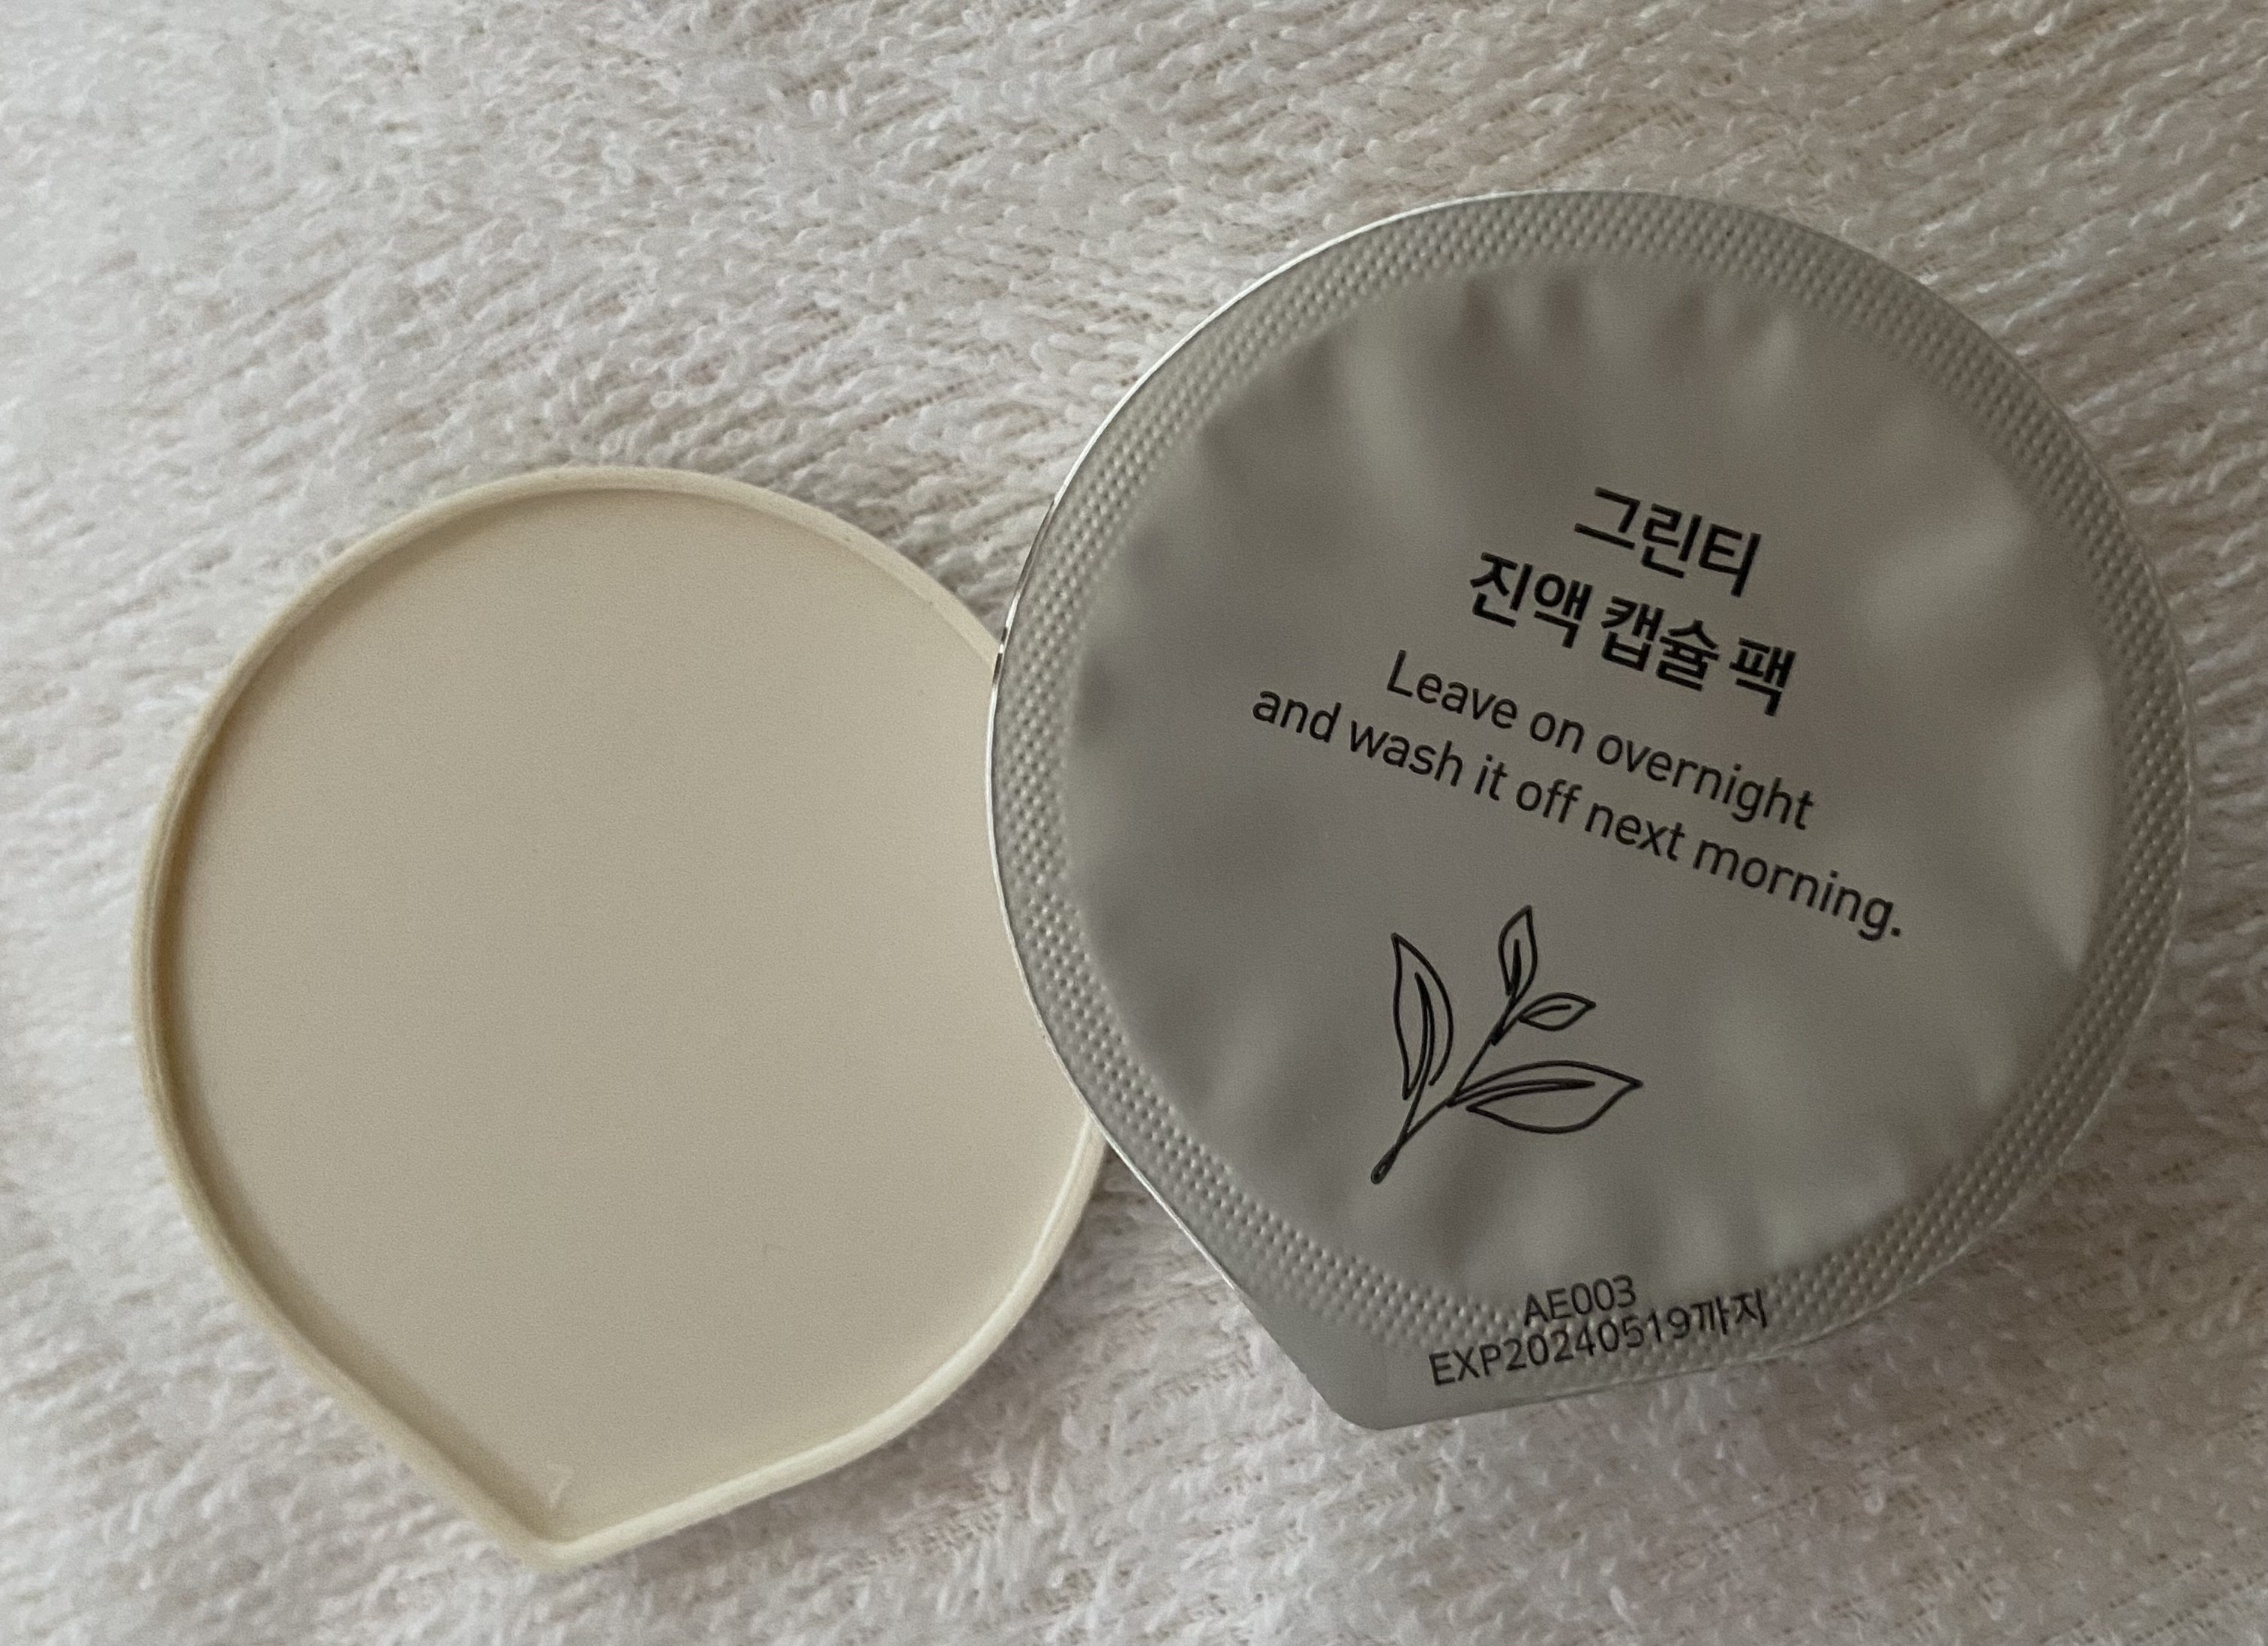 그린티
진액 캡슐 팩
Leave on overnight
and wash it off next morning.
AE003
EXP20240519까지